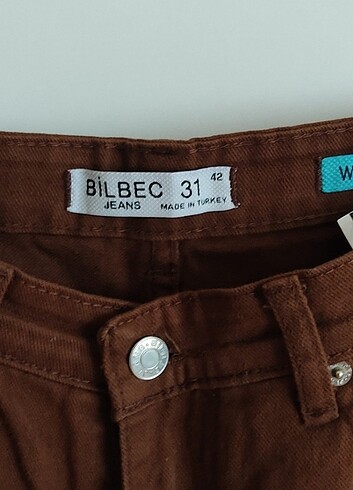 BİLBEC 31 42
JEANS MADE IN TURKEY
W